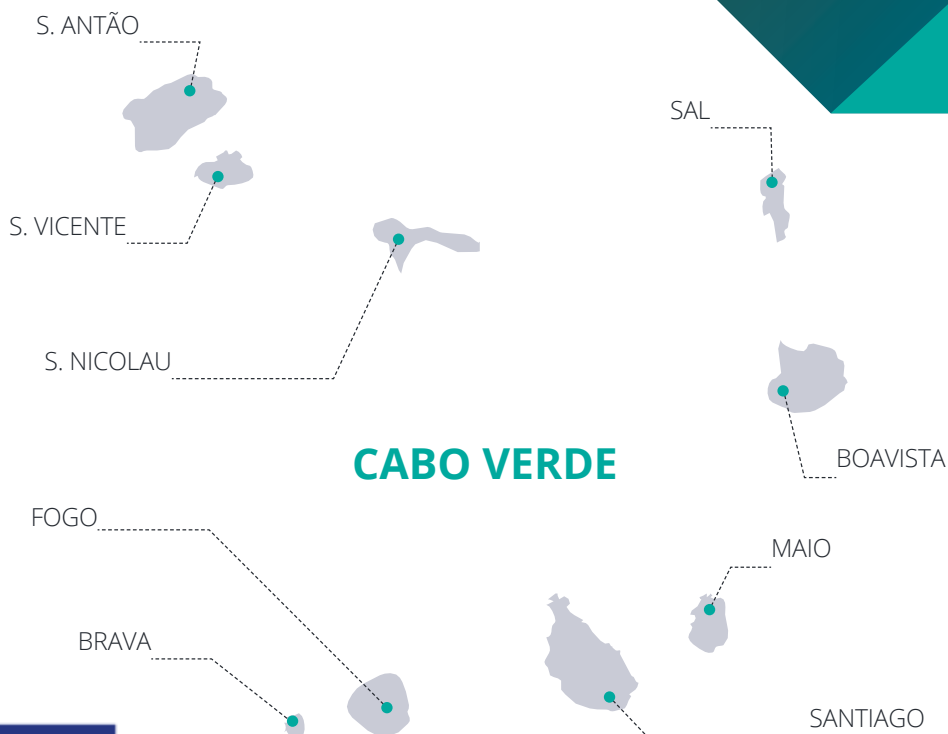 S. ANTÃO
SAL
S. VICENTE
S. NICOLAU
CABO VERDE
BOAVISTA
FOGO
MAIO
BRAVA
SANTIAGO